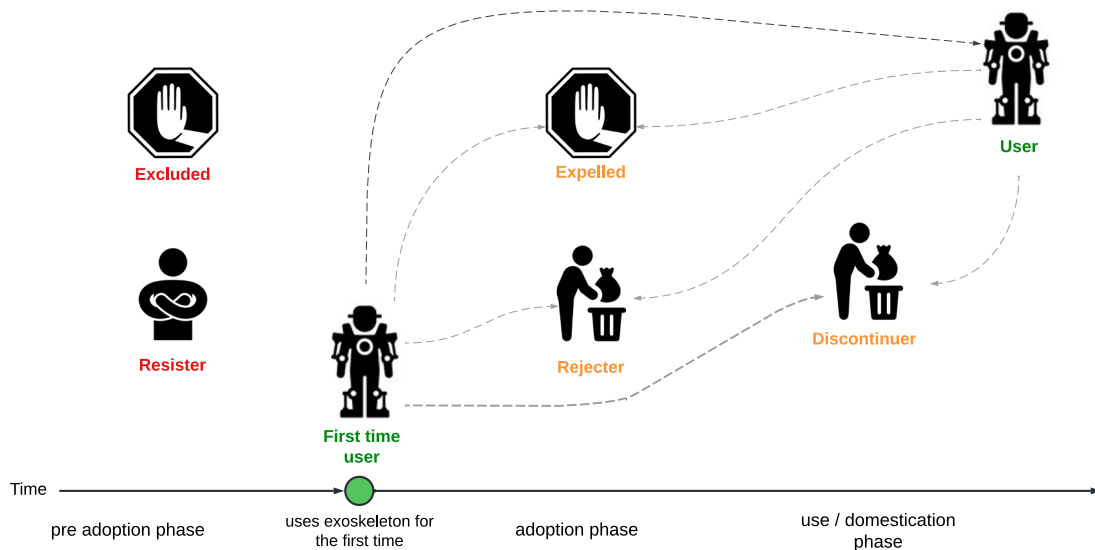 User
Excluded
Expelled
Resister
Rejecter
Discontinuer
First time
user
Time
pre adoption phase
uses exoskeleton for
the first time
adoption phase
use / domestication
phase